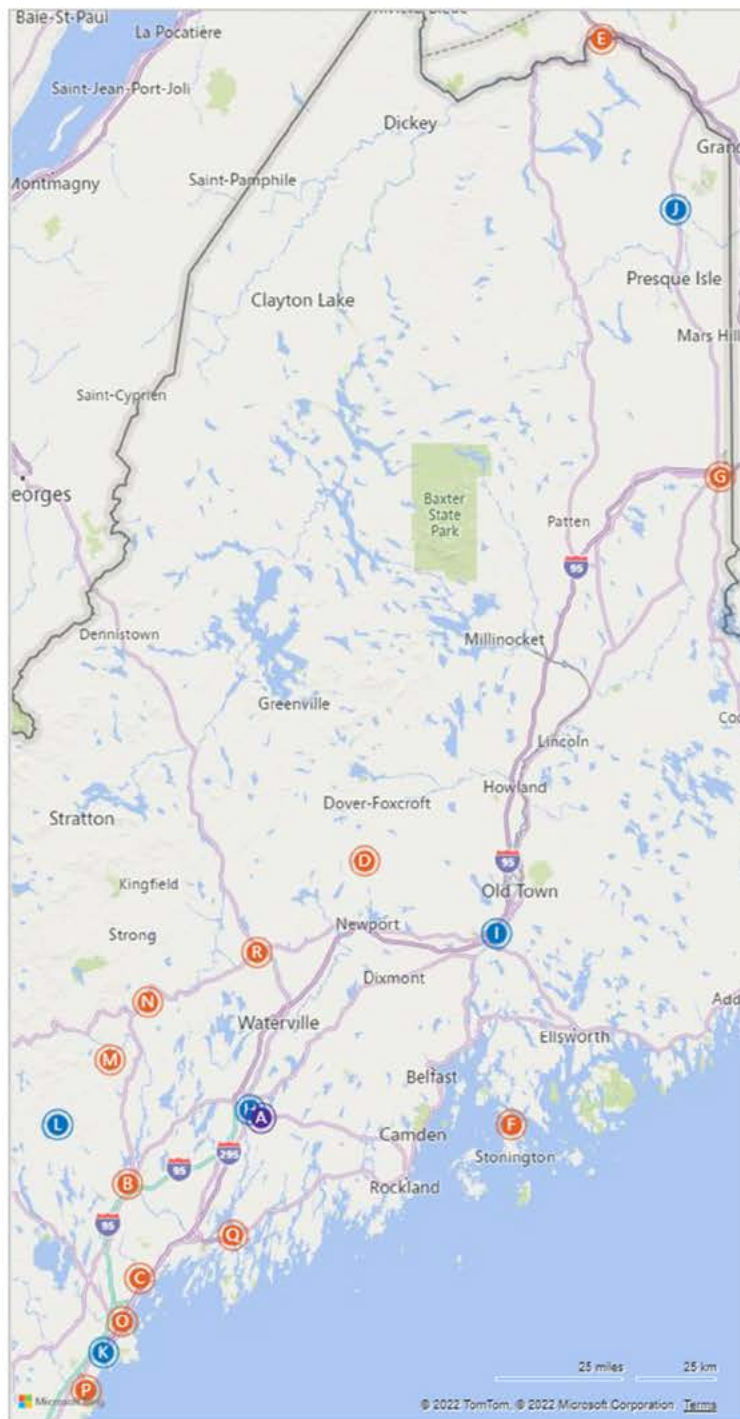 Baie-St-Paul
La Pocatière
E
Saint-Jean-Port-Joli
Dickey
Montmagny
Saint-Pamphile
J
Presque Isle
Clayton Lake
Mars Hill
Saint-Cyprien
G
eorges
Baxter
State
Park
Patten
95
Dennistown
Millinocket
Greenville
Lincoln
Howland
Dover-Foxcroft
Stratton
D
95
Kingfield
Old Town
Newport
I
Strong
R
Dixmont
N
Waterville
Ellsworth
M
Belfast
A
L
F
Camden
295
Stonington
95
B
Rockland
95
Q
C
O
K
25 miles
25 km
P
© 2022 TomTom, © 2022 Microsoft Corporation Terms